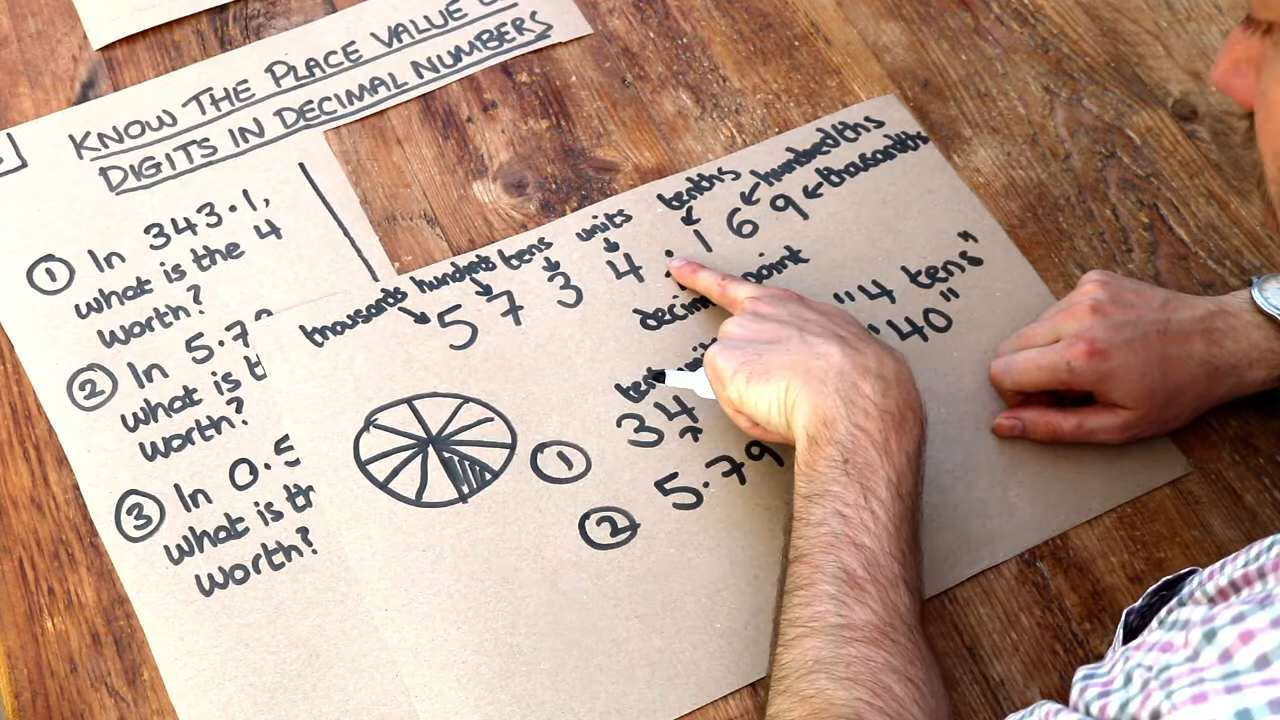 KNOW THE PLACE VALUE
DIGITS IN DECIMAL NUMBERS
① In 343.1,
what is the 4
worth?
② In 5.7
what is
worth?
③ In 0.5
what is
worth?
thousands hundreds tens units tenths hundredths
thousandths
5 7 3 4 . 1 6 9
decimal point
"4 tens"
"40"
①
34
② 5.79